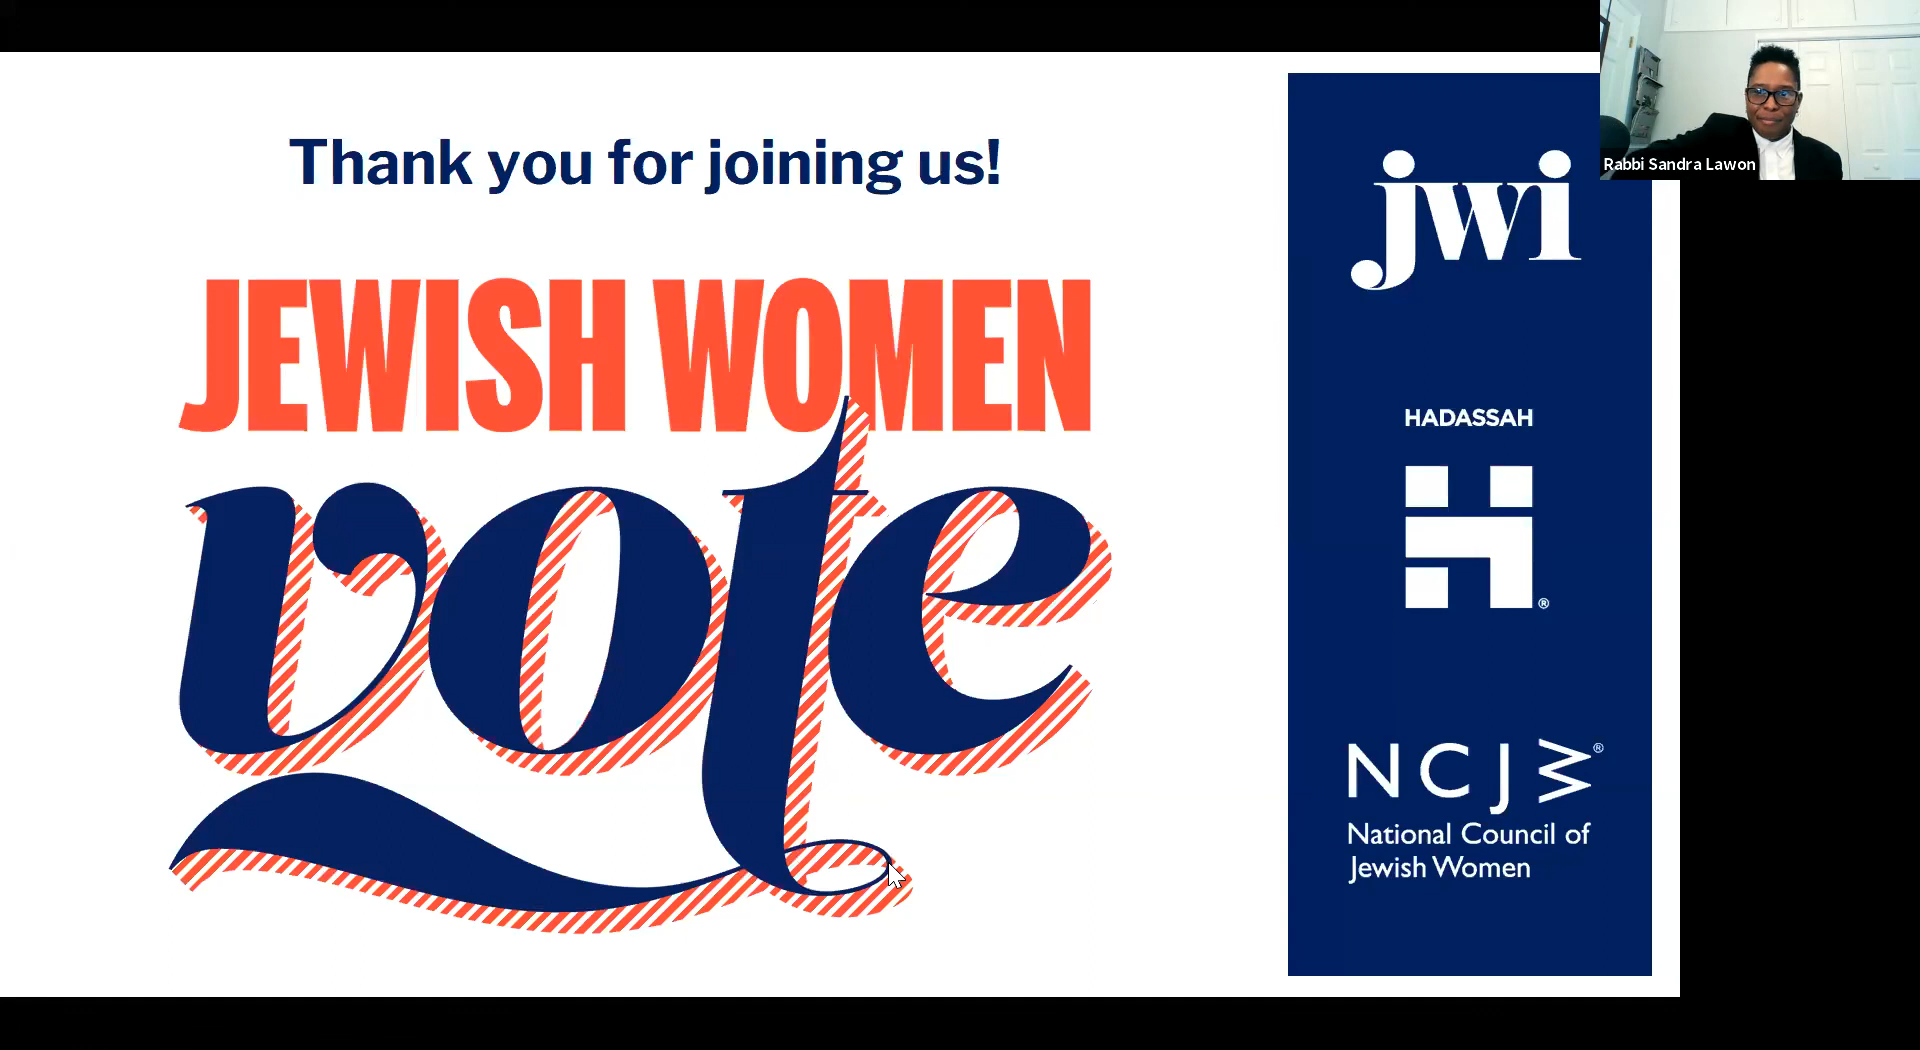 Thank you for joining us!
JEWISH WOMEN
vote
jwi
HADASSAH
H®
NCJW®
National Council of
Jewish Women
Rabbi Sandra Lawon